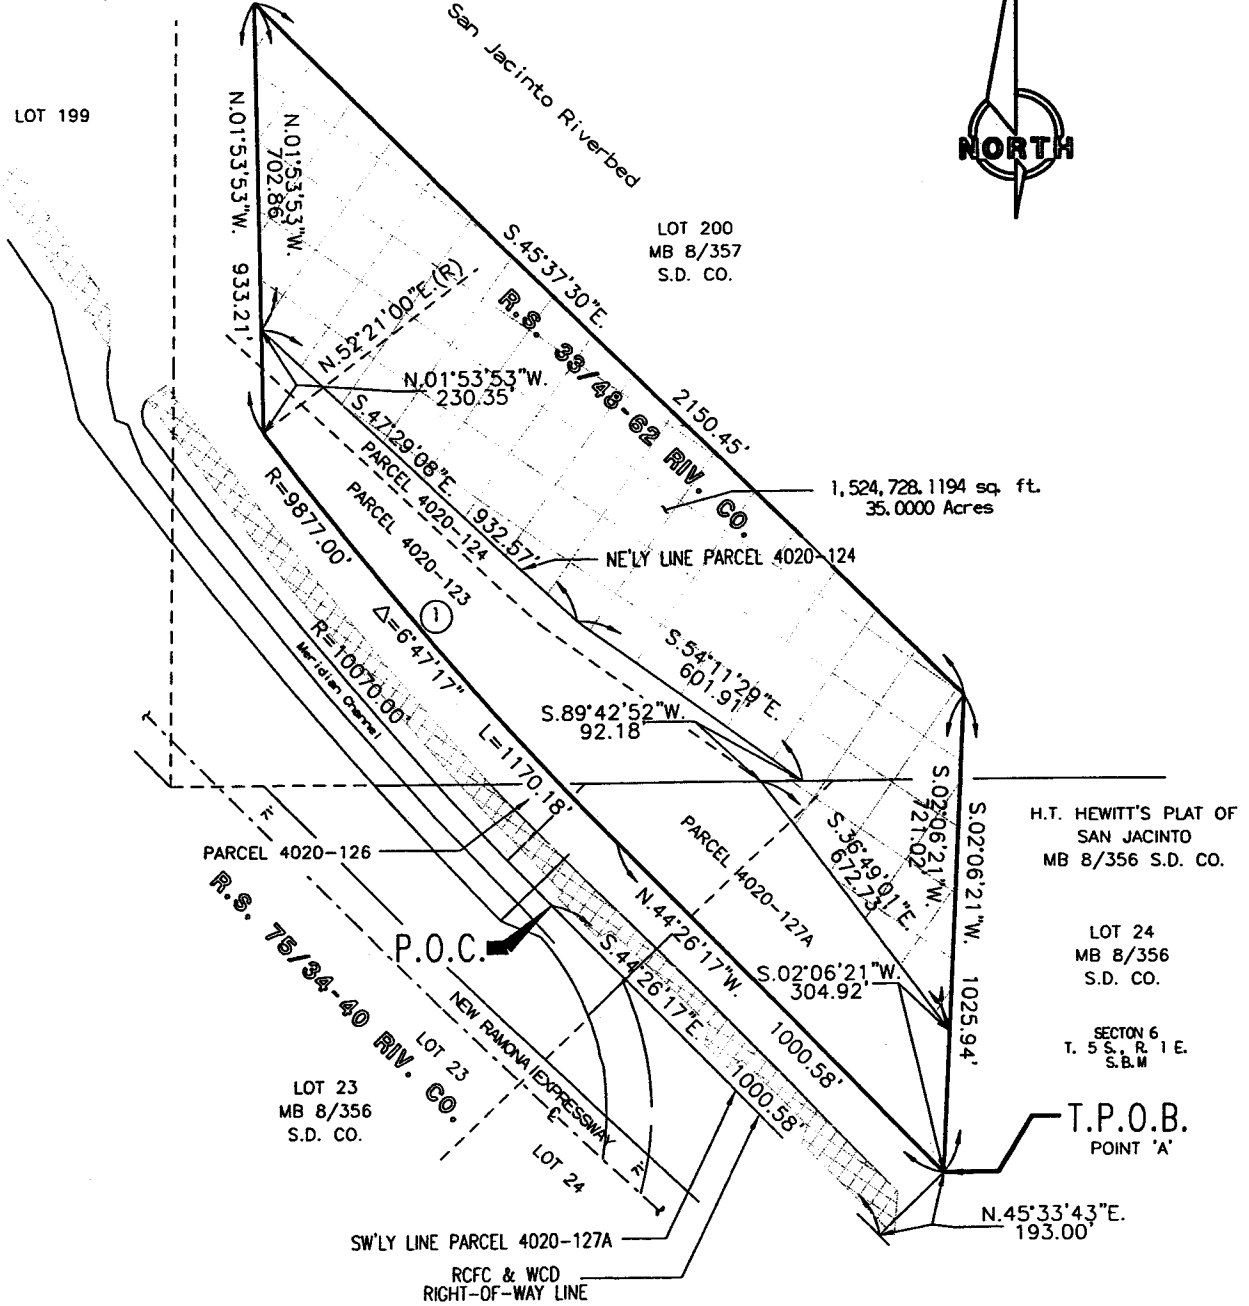 San Jacinto Riverbed
NORTH
LOT 199
LOT 200
MB 8/357
S.D. CO.
N.01°53'53"W. 933.21'
N.01°53'53"W.
702.86'
S.45°37'30"E. 2150.45'
R.S. 33/48-62 RIV. CO.
N.52°21'00"E.(R)
N.01°53'53"W.
230.35'
S.47°29'08"E. 932.57'
PARCEL 4020-124
PARCEL 4020-123
1,524,728.1194 sq. ft.
35.0000 Acres
NE'LY LINE PARCEL 4020-124
R=9877.00' Δ=6°47'17" L=1170.18'
1
R=10070.00'
Meridian Channel
S.54°11'29"E.
601.91'
S.89°42'52"W.
92.18'
S.02°06'21"W. 1025.94'
S.02°06'21"W.
721.02'
S.36°49'01"E.
672.73'
H.T. HEWITT'S PLAT OF
SAN JACINTO
MB 8/356 S.D. CO.
PARCEL 4020-126
PARCEL 4020-127A
R.S. 75/34-40 RIV. CO.
P.O.C.
N.44°26'17"W. 1000.58'
S.44°26'17"E. 1000.58'
S.02°06'21"W.
304.92'
LOT 24
MB 8/356
S.D. CO.
SECTON 6
T. 5 S., R. 1 E.
S.B.M
NEW RAMONA EXPRESSWAY
LOT 23
LOT 24
LOT 23
MB 8/356
S.D. CO.
T.P.O.B.
POINT 'A'
N.45°33'43"E.
193.00'
SW'LY LINE PARCEL 4020-127A
RCFC & WCD
RIGHT-OF-WAY LINE